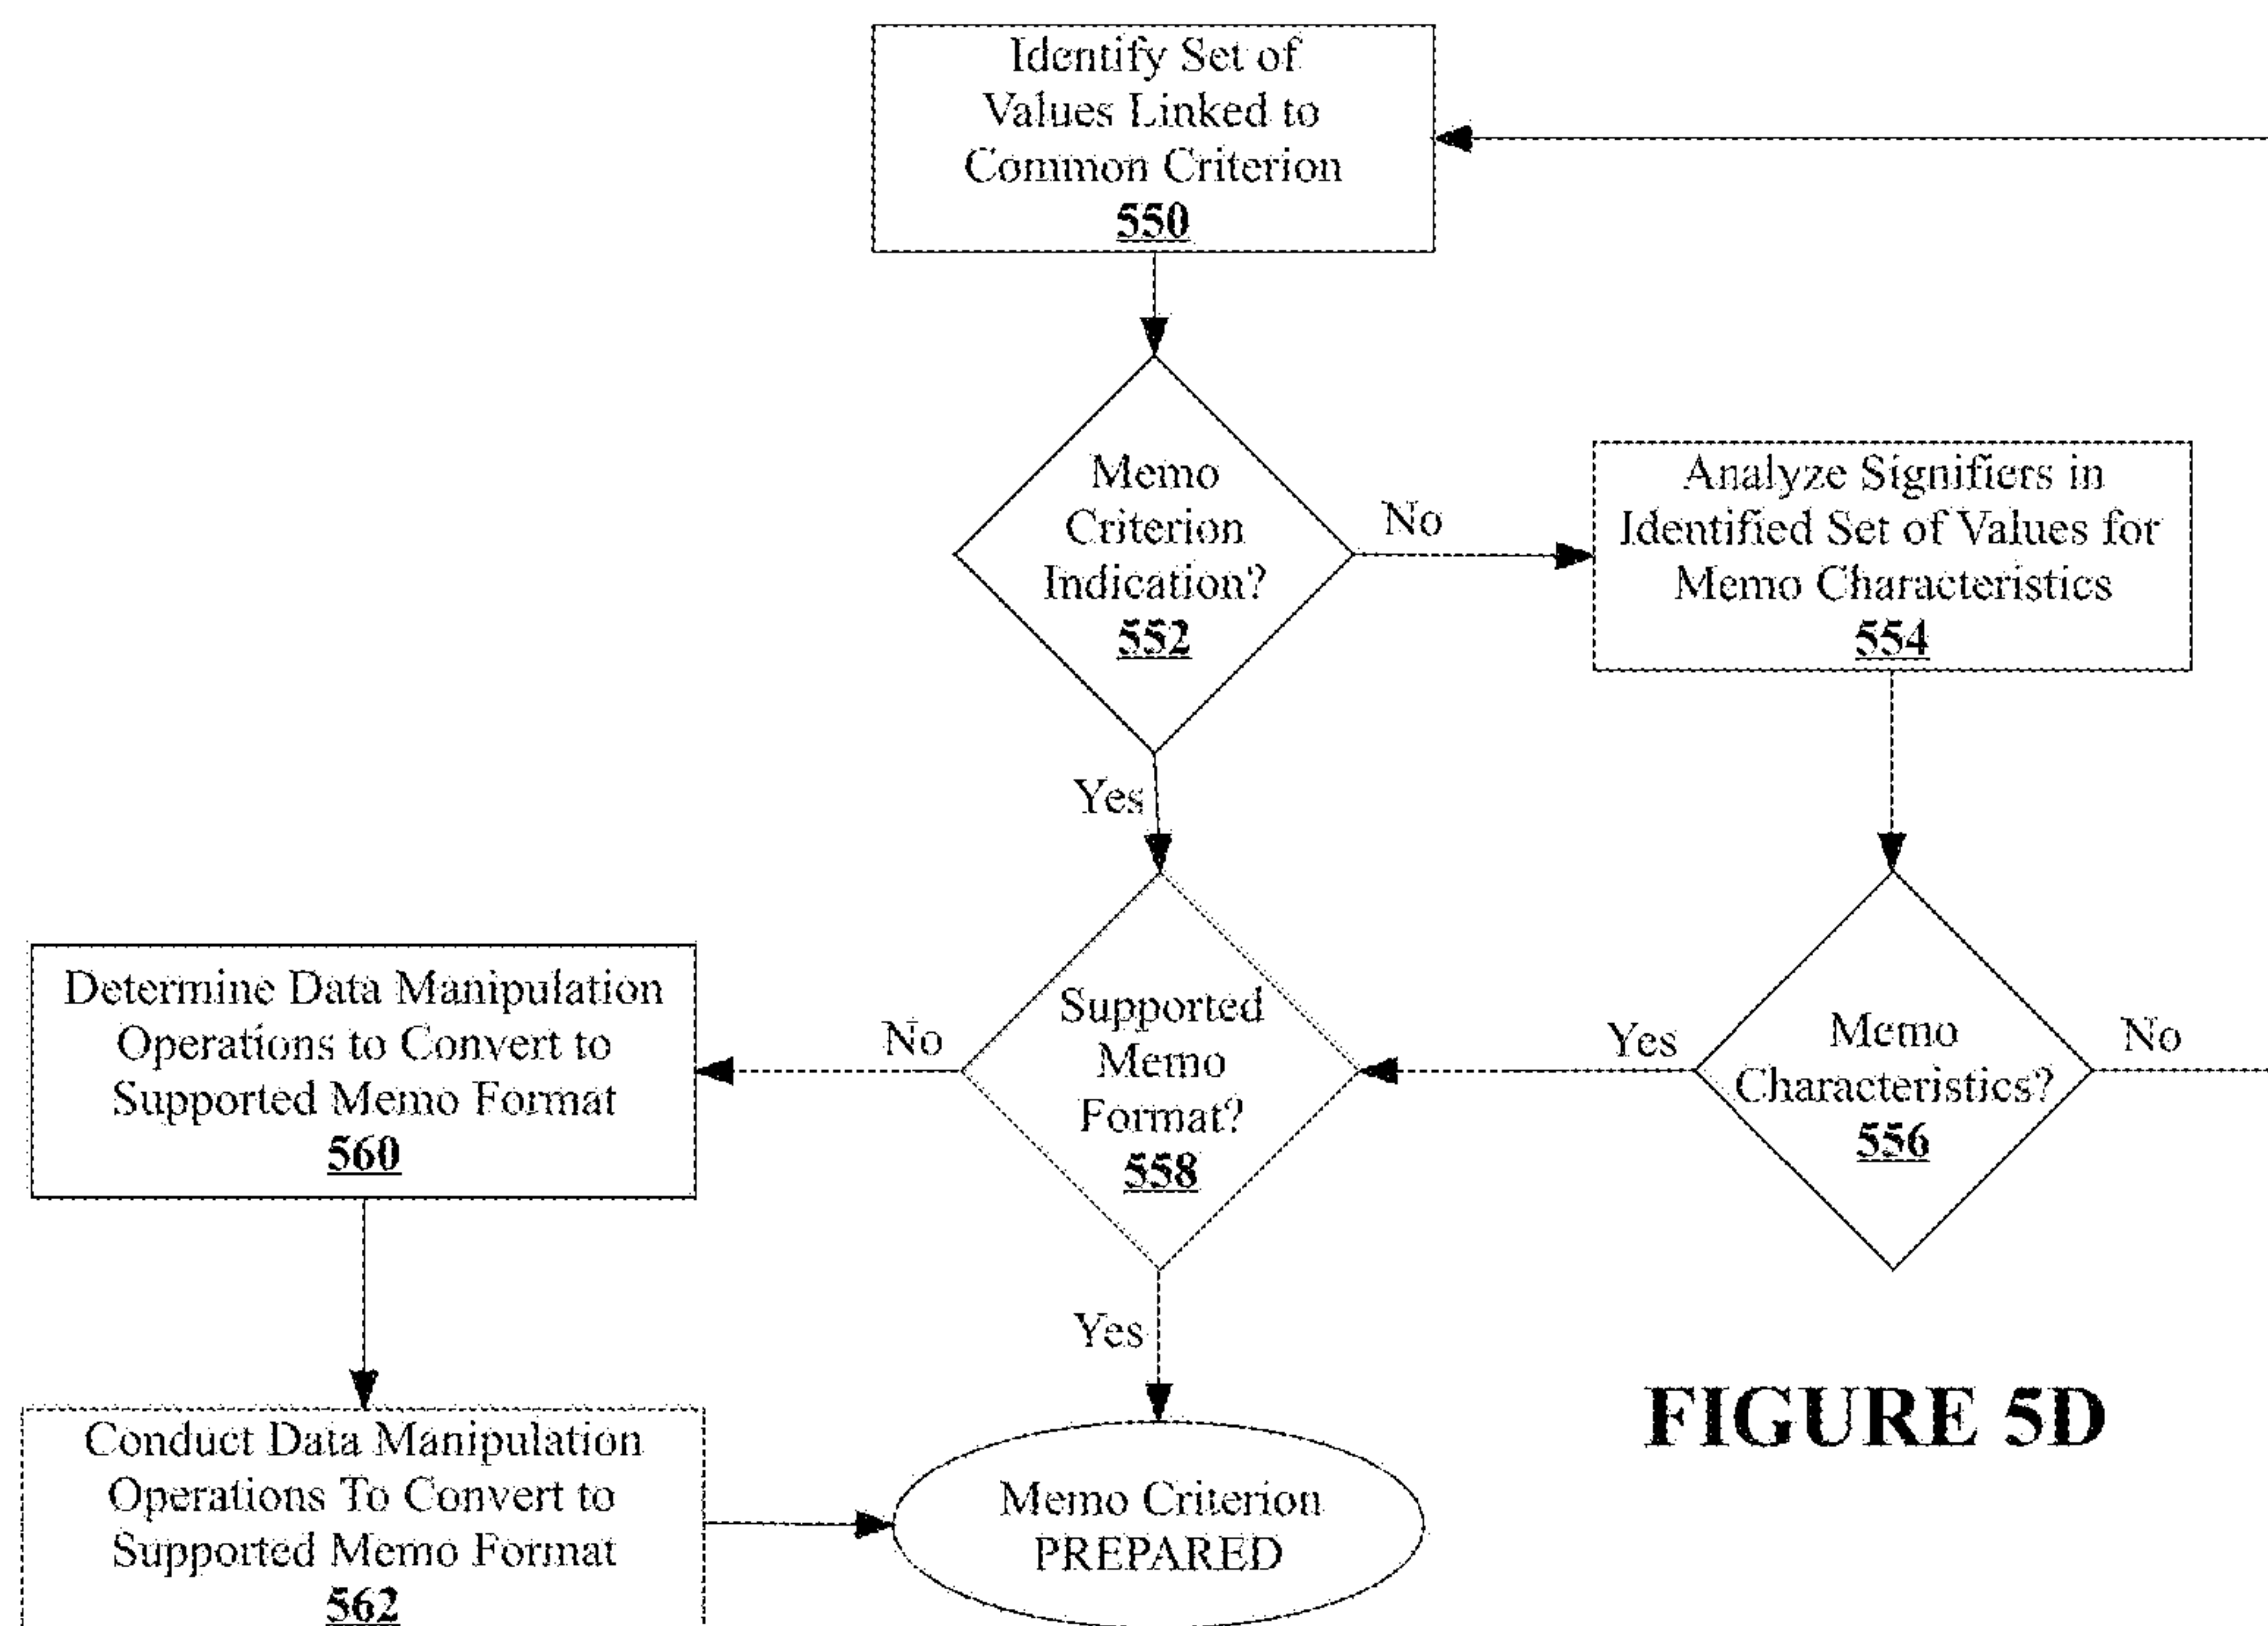 Identify Set of
Values Linked to
Common Criterion
550
Memo
Criterion
Indication?
552
No
Analyze Signifiers in
Identified Set of Values for
Memo Characteristics
554
Yes
Determine Data Manipulation
Operations to Convert to
Supported Memo Format
560
No
Supported
Memo
Format?
558
Yes
Memo
Characteristics?
556
No
Yes
Conduct Data Manipulation
Operations To Convert to
Supported Memo Format
562
Memo Criterion
PREPARED
FIGURE 5D